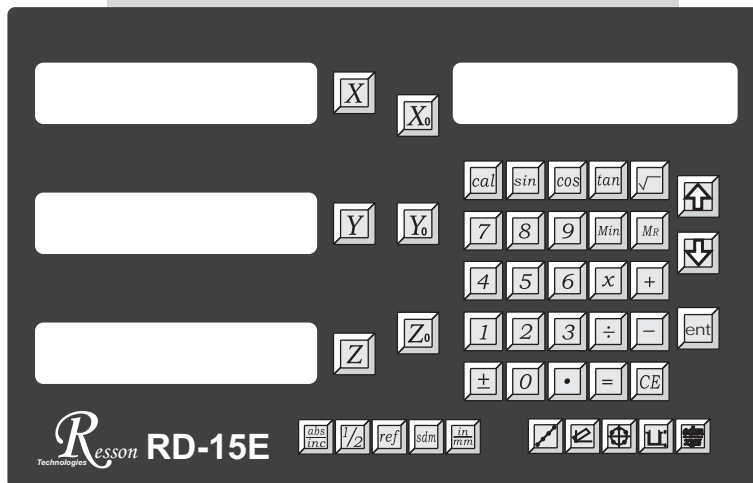 X
X₀
cal sin cos tan √
7 8 9 Min MR
Y Y₀
4 5 6 x +
1 2 3 ÷ − ent
Z Z₀
± 0 • = CE
Resson
Technologies
RD-15E
abs/inc 1/2 ref sdm in/mm